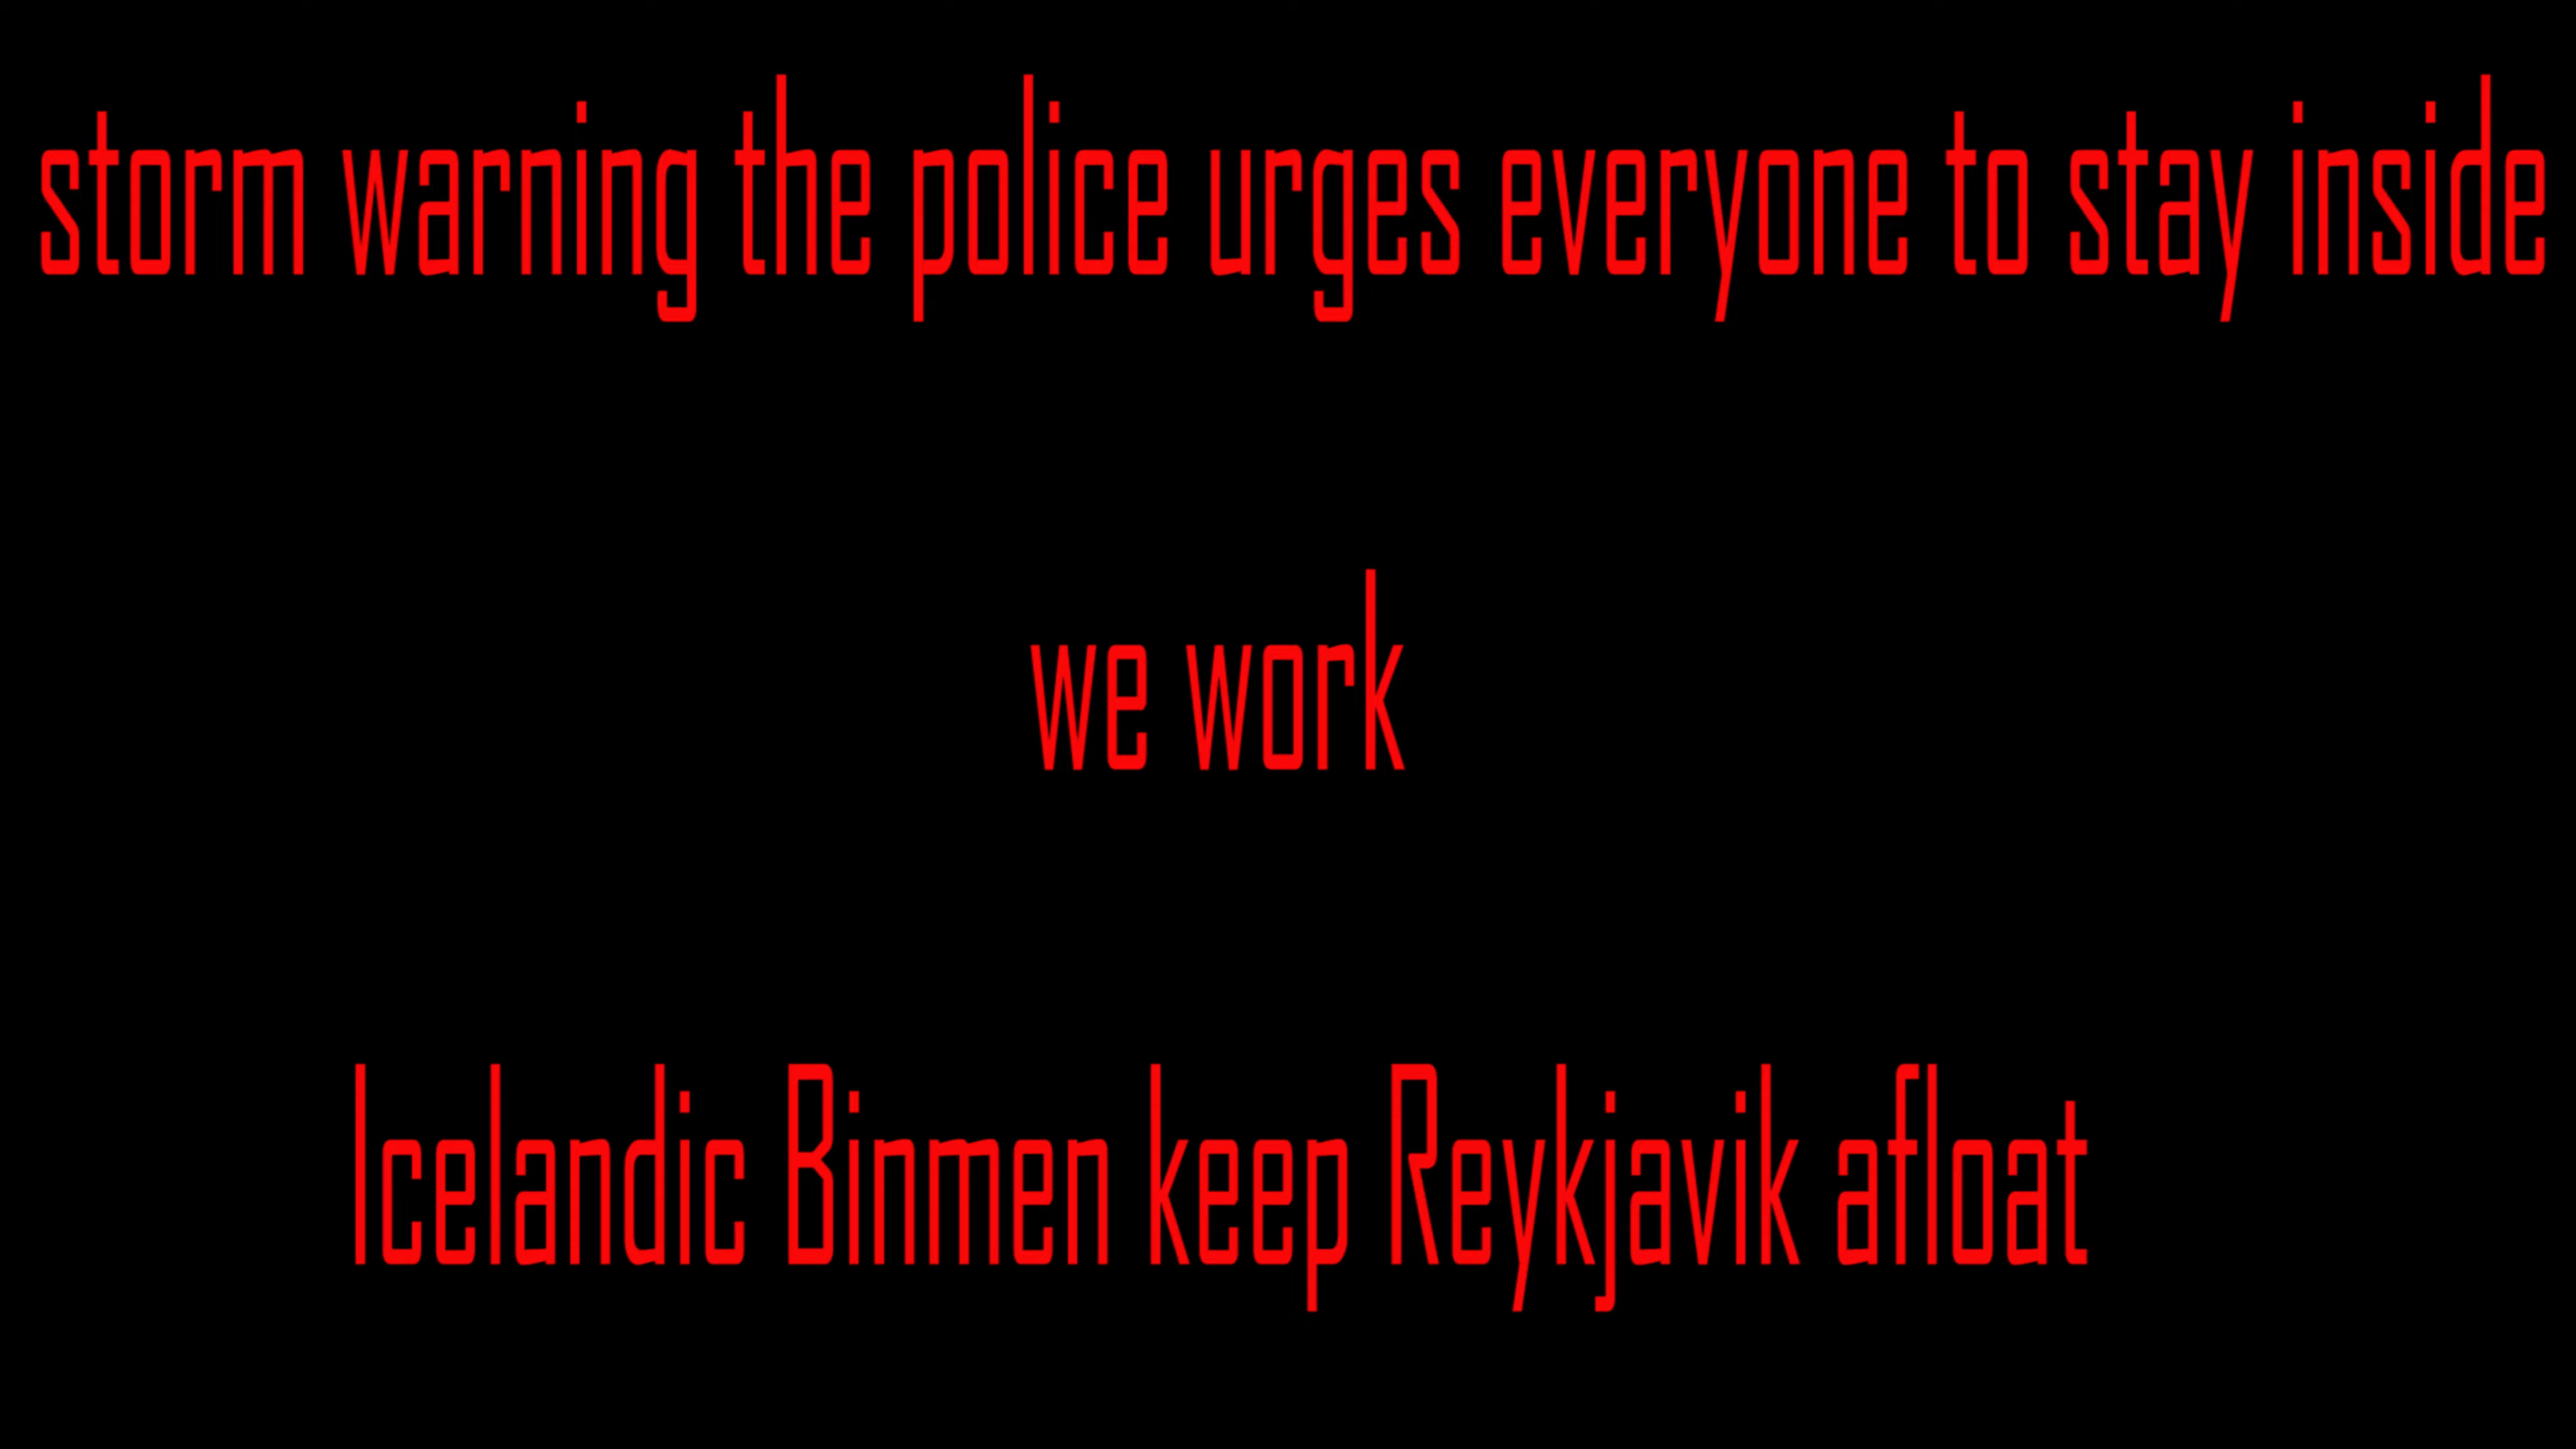 storm warning the police urges everyone to stay inside
we work
Icelandic Binmen keep Reykjavik afloat